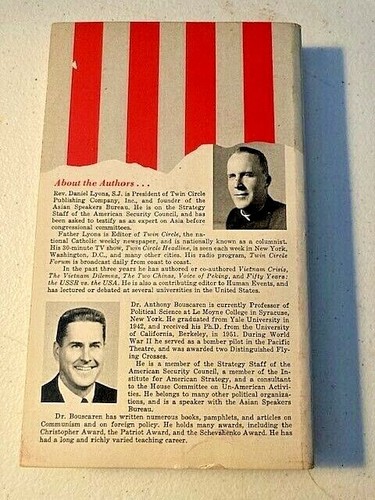 About the Authors . . .
Rev. Daniel Lyons, S.J. is President of Twin Circle
Publishing Company, Inc., and founder of the
Asian Speakers Bureau. He is on the Strategy
Staff of the American Security Council, and has
been asked to testify as an expert on Asia before
congressional committees.
Father Lyons is Editor of Twin Circle, the na-
tional Catholic weekly newspaper, and is nationally known as a columnist.
His 30-minute TV show, Twin Circle Headline, is seen each week in New York,
Washington, D.C., and many other cities. His radio program, Twin Circle
Forum is broadcast daily from coast to coast.
In the past three years he has authored or co-authored Vietnam Crisis,
The Vietnam Dilemma, The Two Chinas, Voice of Peking, and Fifty Years:
the USSR vs. the USA. He is also a contributing editor to Human Events, and
has lectured or debated at several universities in the United States.
Dr. Anthony Bouscaren is currently Professor of
Political Science at Le Moyne College in Syracuse,
New York. He graduated from Yale University in
1942, and received his Ph.D. from the University
of California, Berkeley, in 1951. During World
War II he served as a bomber pilot in the Pacific
Theatre, and was awarded two Distinguished Fly-
ing Crosses.
He is a member of the Strategy Staff of the
American Security Council, a member of the In-
stitute for American Strategy, and a consultant
to the House Committee on Un-American Activi-
ties. He belongs to many other political organiza-
tions, and is a speaker with the Asian Speakers
Bureau.
Dr. Bouscaren has written numerous books, pamphlets, and articles on
Communism and on foreign policy. He holds many awards, including the
Christopher Award, the Patriot Award, and the Schevshenko Award. He has
had a long and richly varied teaching career.